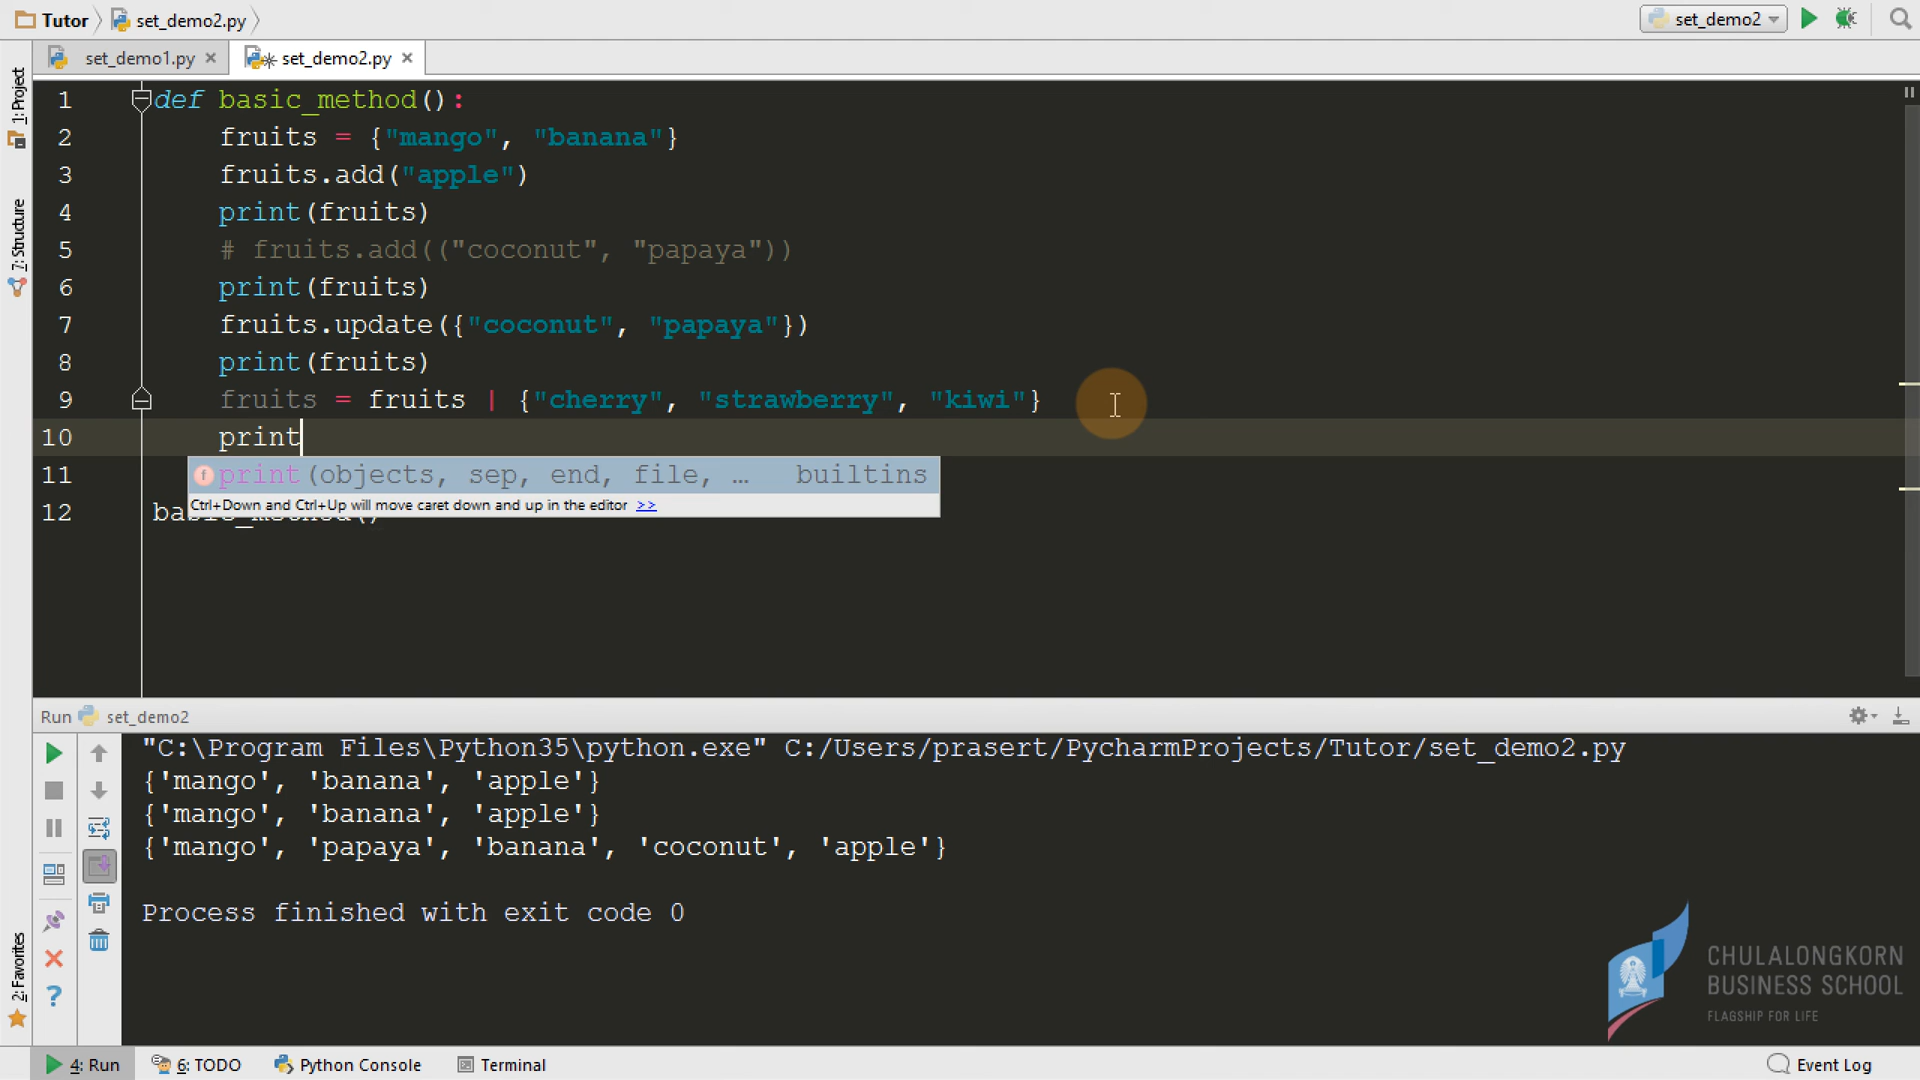 Tutor set_demo2.py set_demo2
set_demo1.py set_demo2.py
1: Project
7: Structure
2: Favorites
1 def basic_method():
2 fruits = {"mango", "banana"}
3 fruits.add("apple")
4 print(fruits)
5 # fruits.add(("coconut", "papaya"))
6 print(fruits)
7 fruits.update({"coconut", "papaya"})
8 print(fruits)
9 fruits = fruits | {"cherry", "strawberry", "kiwi"}
10 print
11 print(objects, sep, end, file, … builtins
Ctrl+Down and Ctrl+Up will move caret down and up in the editor >>
12 basic_method()
Run set_demo2
"C:\Program Files\Python35\python.exe" C:/Users/prasert/PycharmProjects/Tutor/set_demo2.py
{'mango', 'banana', 'apple'}
{'mango', 'banana', 'apple'}
{'mango', 'papaya', 'banana', 'coconut', 'apple'}
Process finished with exit code 0
CHULALONGKORN
BUSINESS SCHOOL
FLAGSHIP FOR LIFE
4: Run 6: TODO Python Console Terminal Event Log